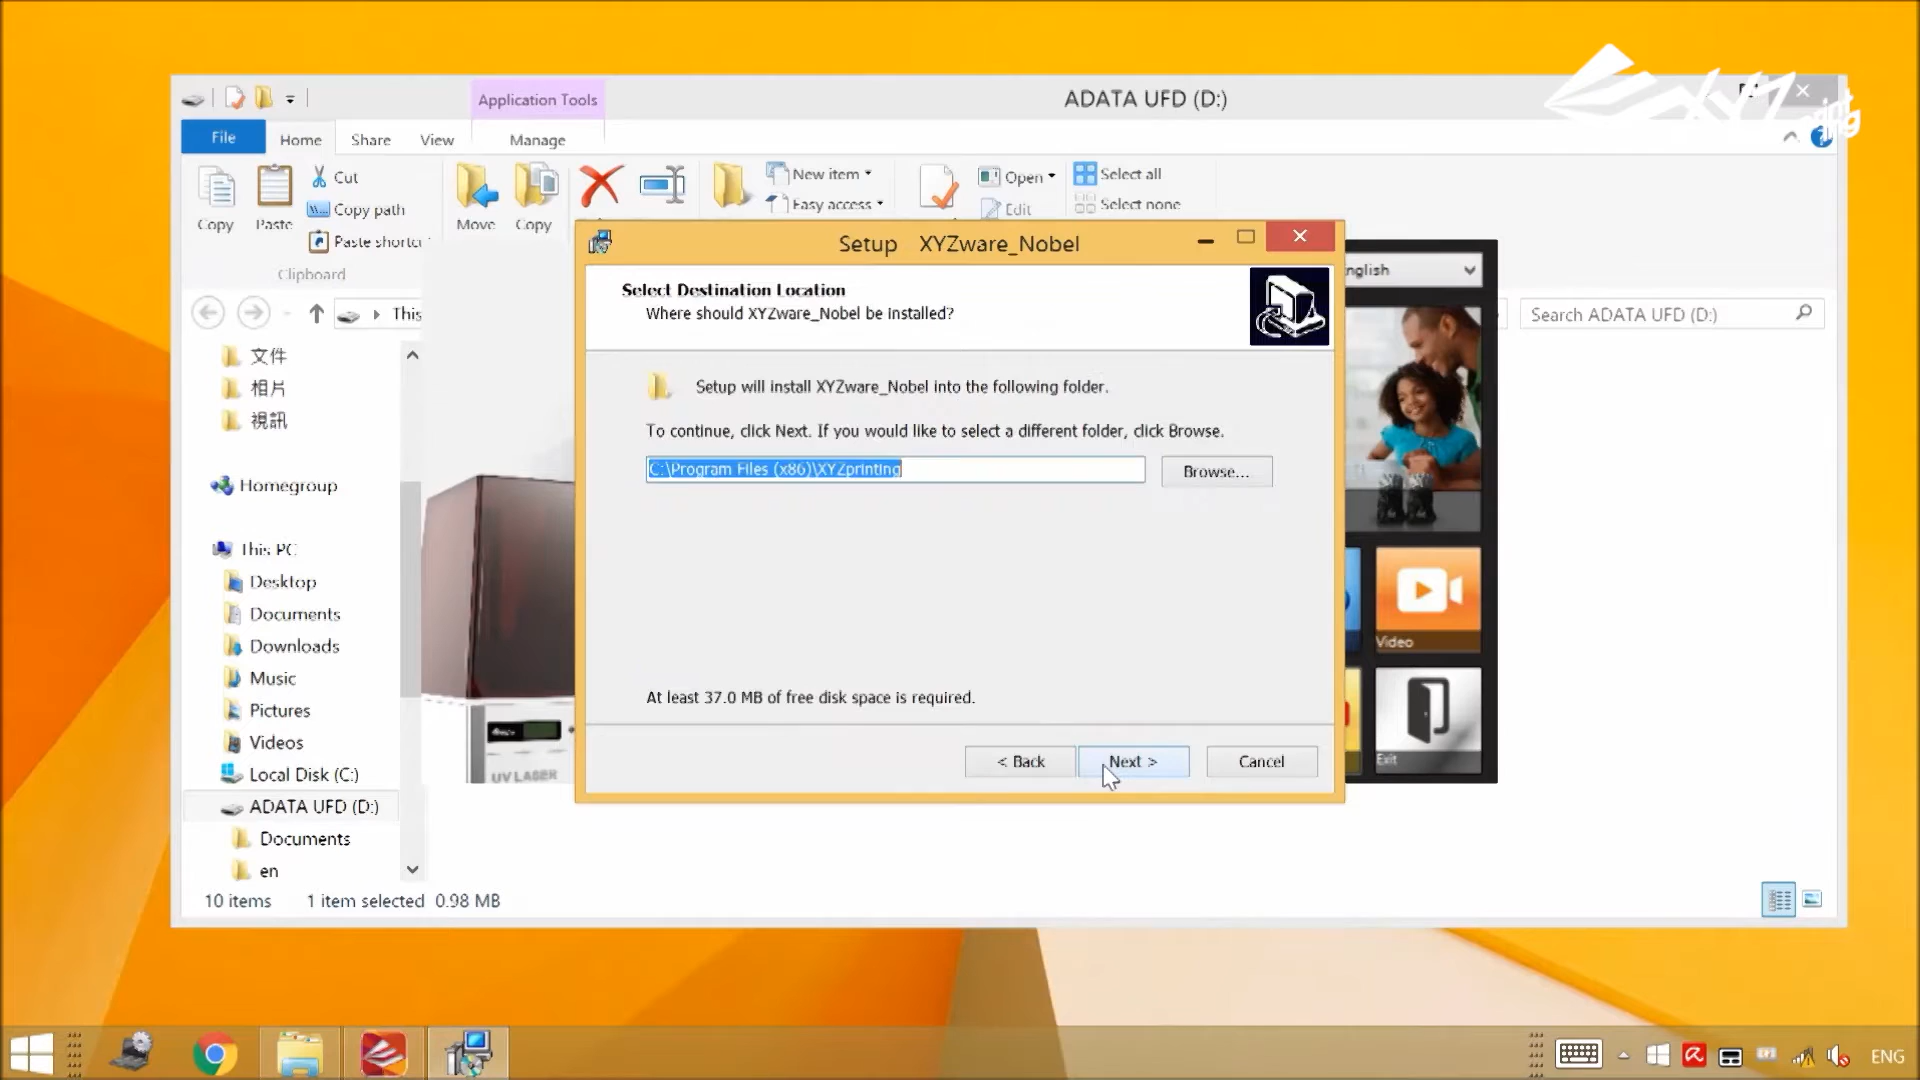 Application Tools
ADATA UFD (D:)
XYZ
File
Home
Share
View
Manage
Copy
Paste
Cut
Copy path
Clipboard
Move
Copy
New item
Easy access
Open
Edit
Select all
Select none
This
Search ADATA UFD (D:)
文件
相片
視訊
Homegroup
This PC
Desktop
Documents
Downloads
Music
Pictures
Videos
Local Disk (C:)
ADATA UFD (D:)
Documents
en
10 items
1 item selected
0.98 MB
Setup XYZware_Nobel
Select Destination Location
Where should XYZware_Nobel be installed?
Setup will install XYZware_Nobel into the following folder.
To continue, click Next. If you would like to select a different folder, click Browse.
C:\Program Files (x86)\XYZprinting
Browse...
At least 37.0 MB of free disk space is required.
< Back
Next >
Cancel
UV LASER
nglish
Video
Exit
ENG